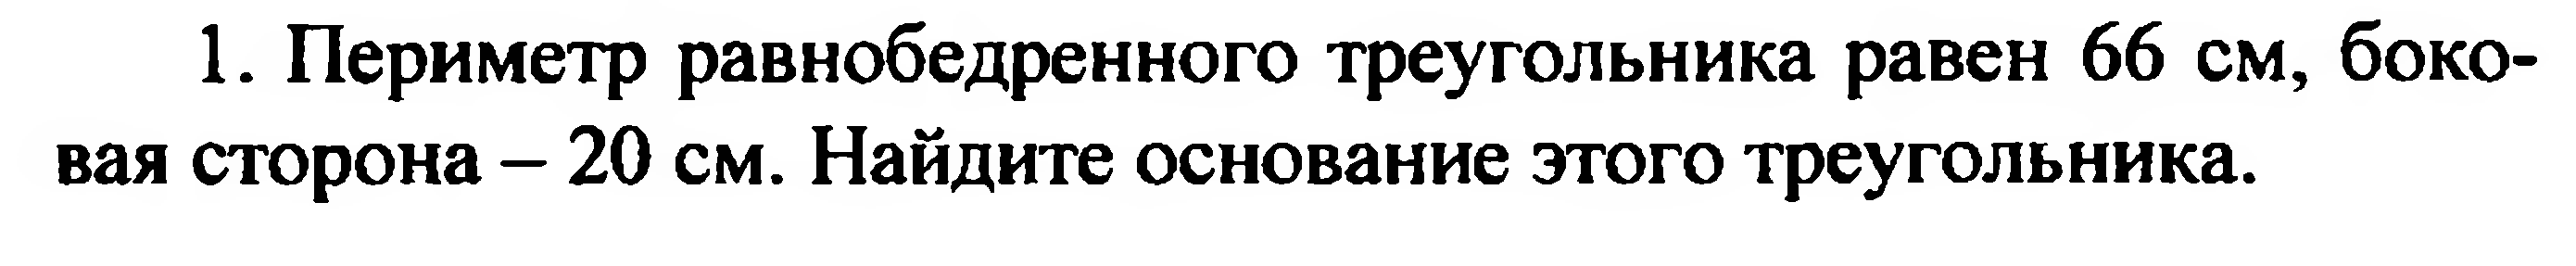 1. Периметр равнобедренного треугольника равен 66 см, боко-
вая сторона – 20 см. Найдите основание этого треугольника.